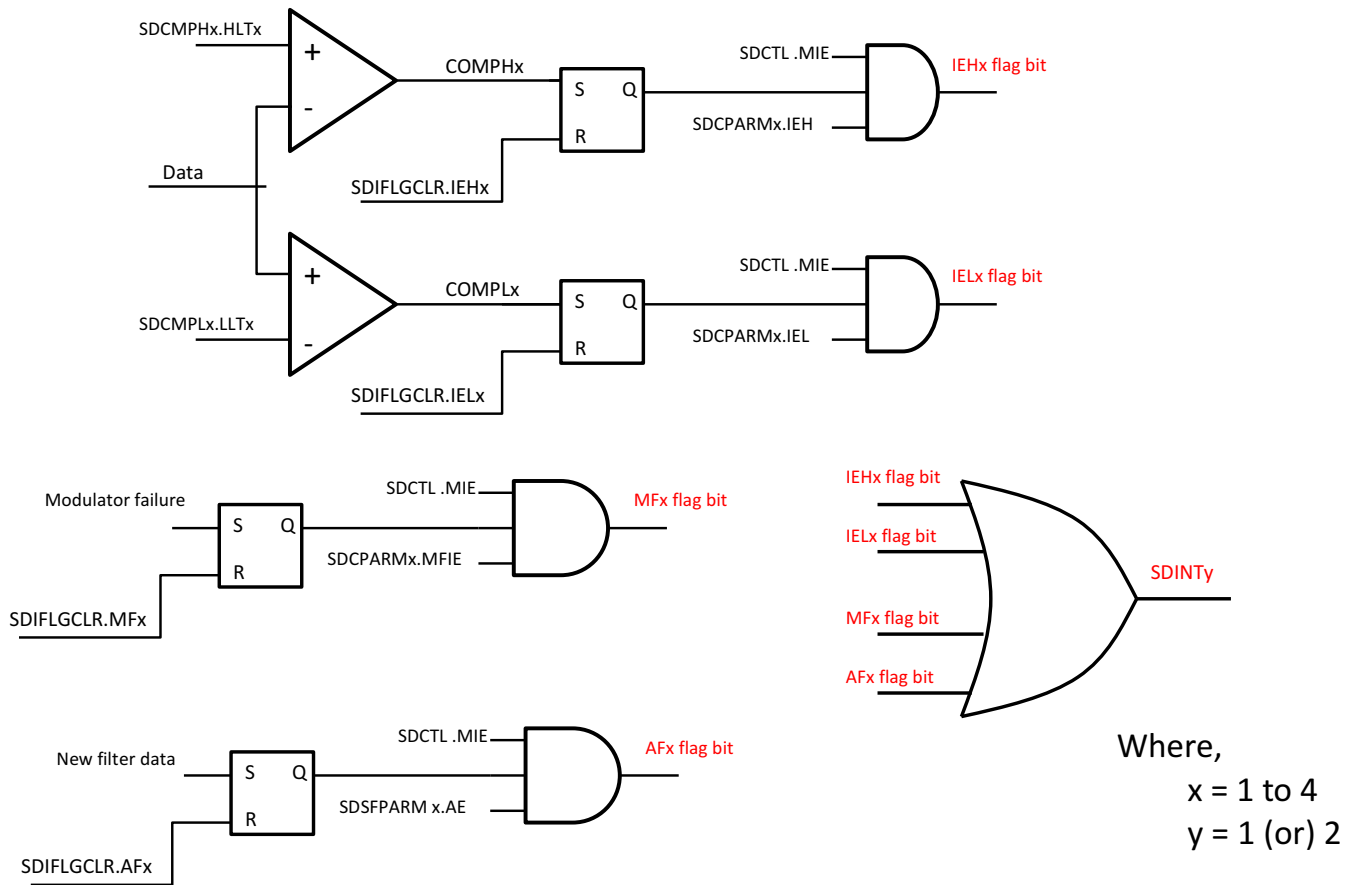 SDCMPHx.HLTx
+
-
COMPHx
S Q
R
SDCTL .MIE
SDCPARMx.IEH
IEHx flag bit
Data
SDIFLGCLR.IEHx
+
-
SDCMPLx.LLTx
COMPLx
S Q
R
SDCTL .MIE
SDCPARMx.IEL
IELx flag bit
SDIFLGCLR.IELx
Modulator failure
S Q
R
SDCTL .MIE
SDCPARMx.MFIE
MFx flag bit
SDIFLGCLR.MFx
New filter data
S Q
R
SDCTL .MIE
SDSFPARM x.AE
AFx flag bit
SDIFLGCLR.AFx
IEHx flag bit
IELx flag bit
MFx flag bit
AFx flag bit
SDINTy
Where,
x = 1 to 4
y = 1 (or) 2